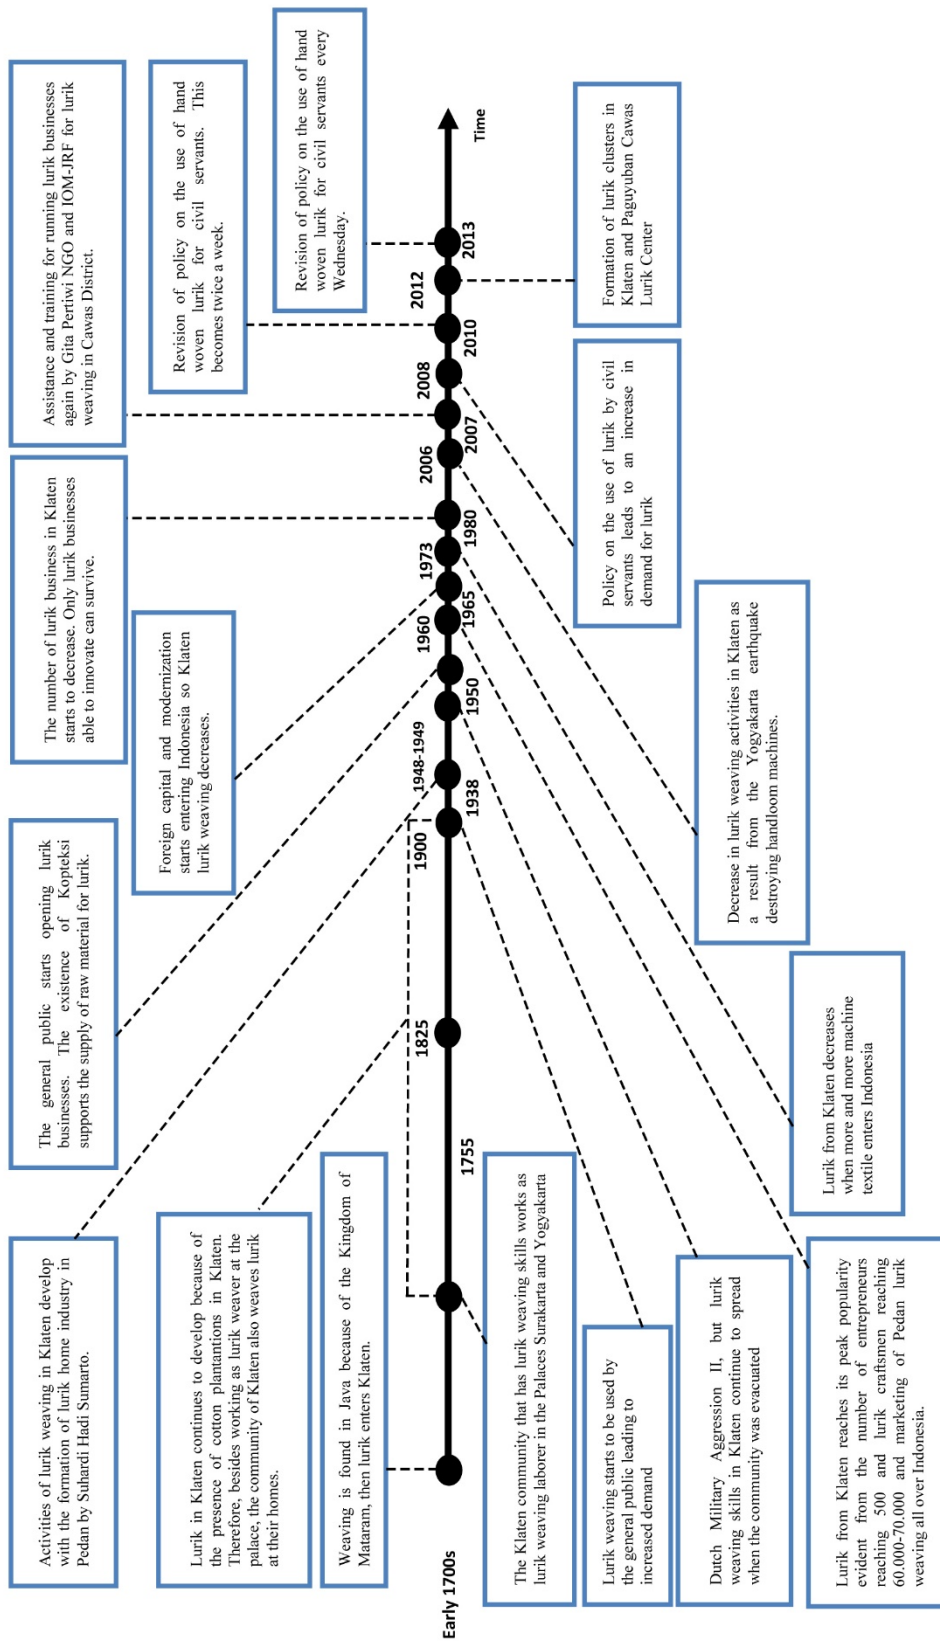 Activities of lurik weaving in Klaten develop
with the formation of lurik home industry in
Pedan by Suhardi Hadi Sumarto.
The general public starts opening lurik
businesses. The existence of Kopteksi
supports the supply of raw material for lurik.
The number of lurik business in Klaten
starts to decrease. Only lurik businesses
able to innovate can survive.
Assistance and training for running lurik businesses
again by Gita Pertiwi NGO and IOM-JRF for lurik
weaving in Cawas District.
Lurik in Klaten continues to develop because of
the presence of cotton plantantions in Klaten.
Therefore, besides working as lurik weaver at the
palace, the community of Klaten also weaves lurik
at their homes.
Foreign capital and modernization
starts entering Indonesia so Klaten
lurik weaving decreases.
Revision of policy on the use of hand
woven lurik for civil servants. This
becomes twice a week.
Weaving is found in Java because of the Kingdom of
Mataram, then lurik enters Klaten.
Revision of policy on the use of hand
woven lurik for civil servants every
Wednesday.
Early 1700s
1755
1825
1900
1938
1948-1949
1950
1960
1965
1973
1980
2006
2007
2008
2010
2012
2013
Time
The Klaten community that has lurik weaving skills works as
lurik weaving laborer in the Palaces Surakarta and Yogyakarta
Lurik weaving starts to be used by
the general public leading to
increased demand
Dutch Military Aggression II, but lurik
weaving skills in Klaten continue to spread
when the community was evacuated
Lurik from Klaten reaches its peak popularity
evident from the number of entrepreneurs
reaching 500 and lurik craftsmen reaching
60.000-70.000 and marketing of Pedan lurik
weaving all over Indonesia.
Lurik from Klaten decreases
when more and more machine
textile enters Indonesia
Decrease in lurik weaving activities in Klaten as
a result from the Yogyakarta earthquake
destroying handloom machines.
Policy on the use of lurik by civil
servants leads to an increase in
demand for lurik
Formation of lurik clusters in
Klaten and Paguyuban Cawas
Lurik Center